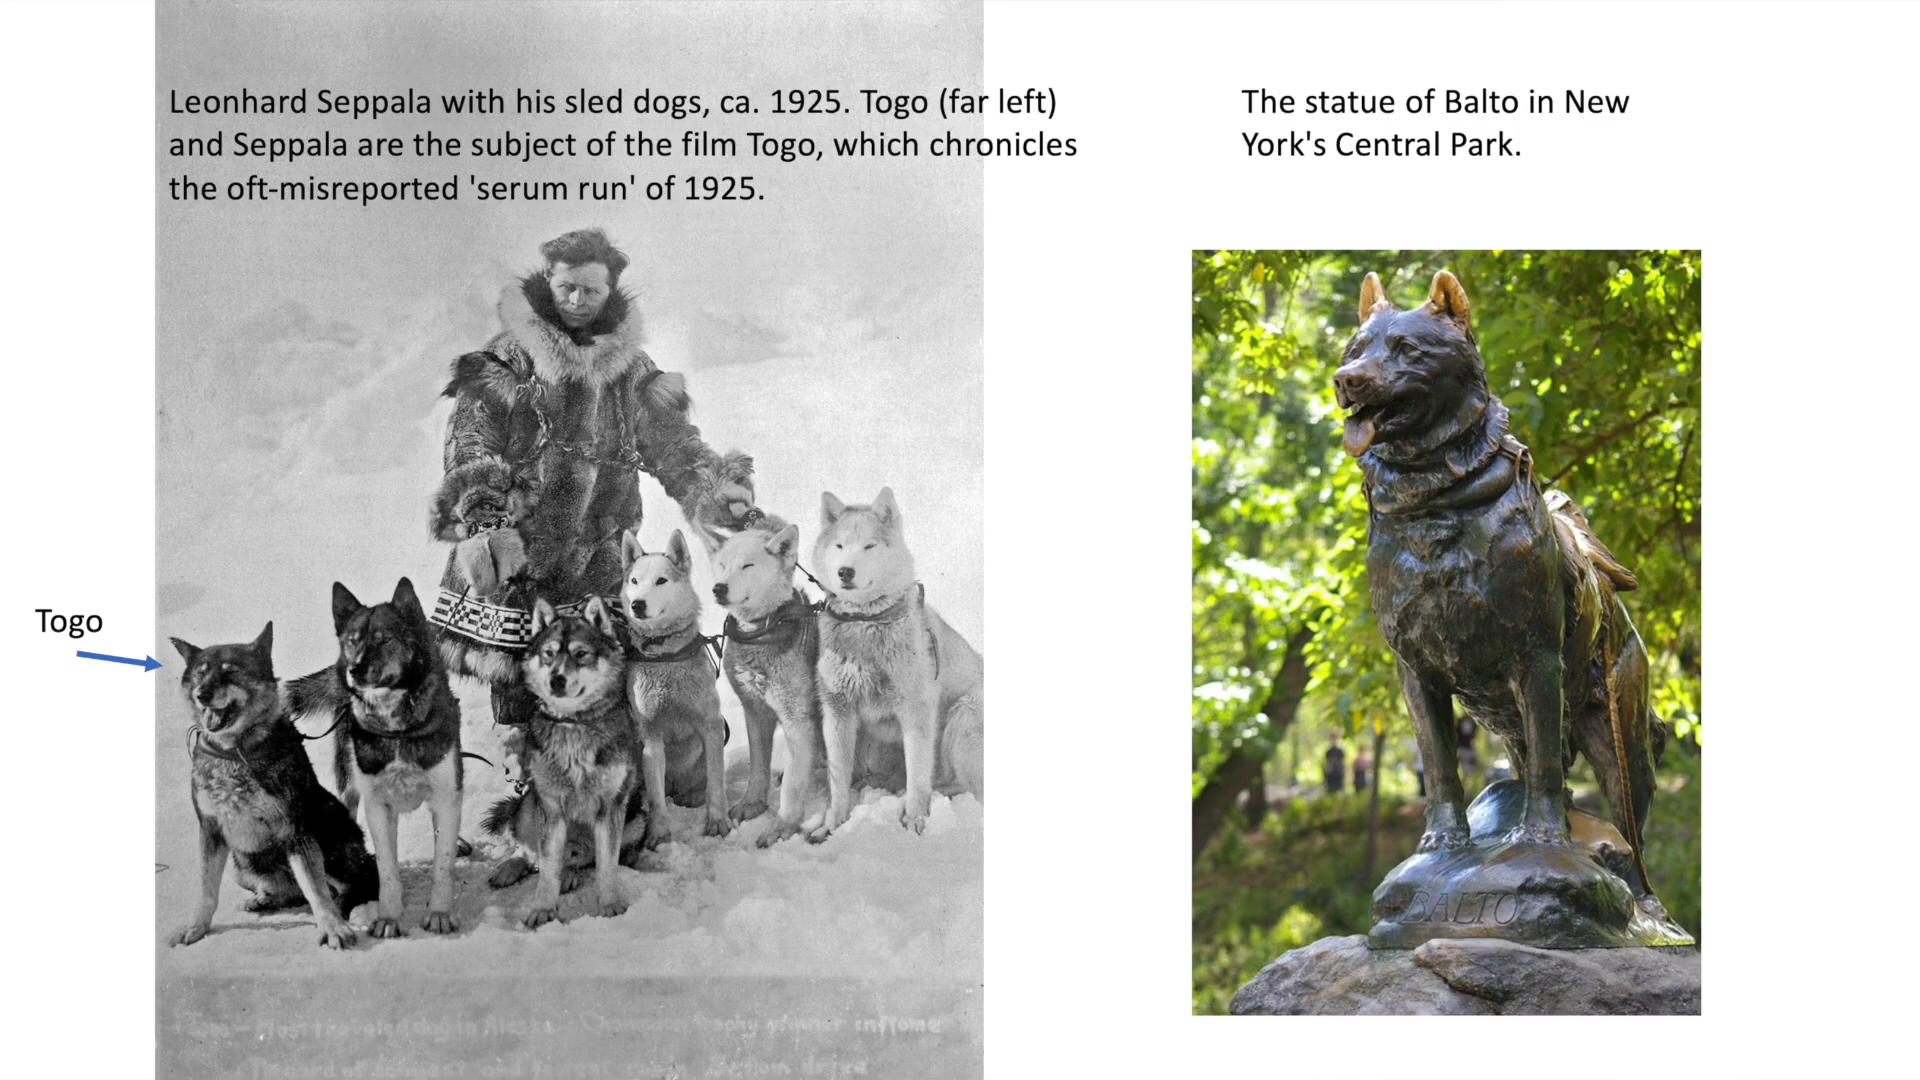 Leonhard Seppala with his sled dogs, ca. 1925. Togo (far left)
and Seppala are the subject of the film Togo, which chronicles
the oft-misreported 'serum run' of 1925.
The statue of Balto in New
York's Central Park.
Togo
BALTO